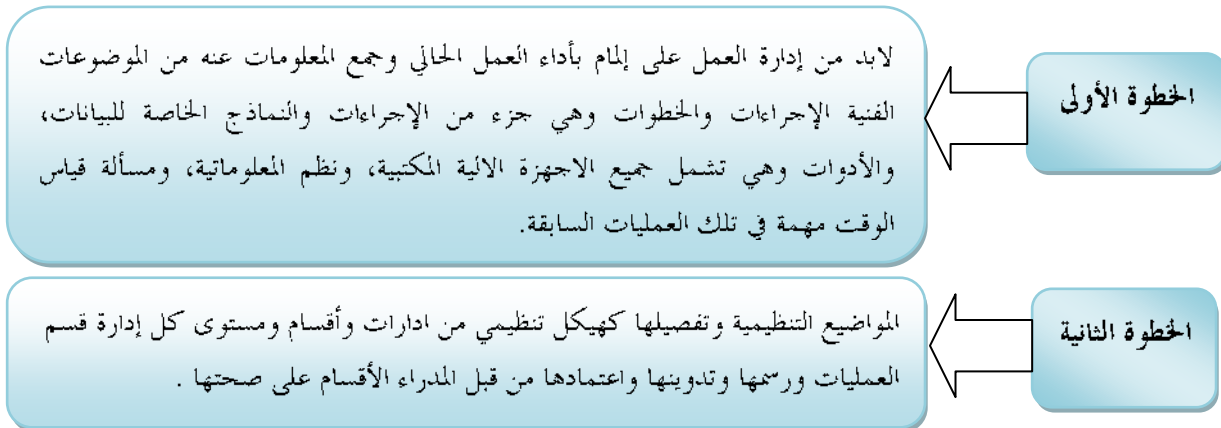 الخطوة الأولى
لابد من إدارة العمل على إلمام بأداء العمل الحالي وجمع المعلومات عنه من الموضوعات
الفنية الإجراءات والخطوات وهي جزء من الإجراءات والنماذج الخاصة للبيانات،
والأدوات وهي تشمل جميع الاجهزة الالية المكتبية، ونظم المعلوماتية، ومسألة قياس
الوقت مهمة في تلك العمليات السابقة.
الخطوة الثانية
المواضيع التنظيمية وتفصيلها كهيكل تنظيمي من ادارات وأقسام ومستوى كل إدارة قسم
العمليات ورسمها وتدوينها واعتمادها من قبل المدراء الأقسام على صحتها .